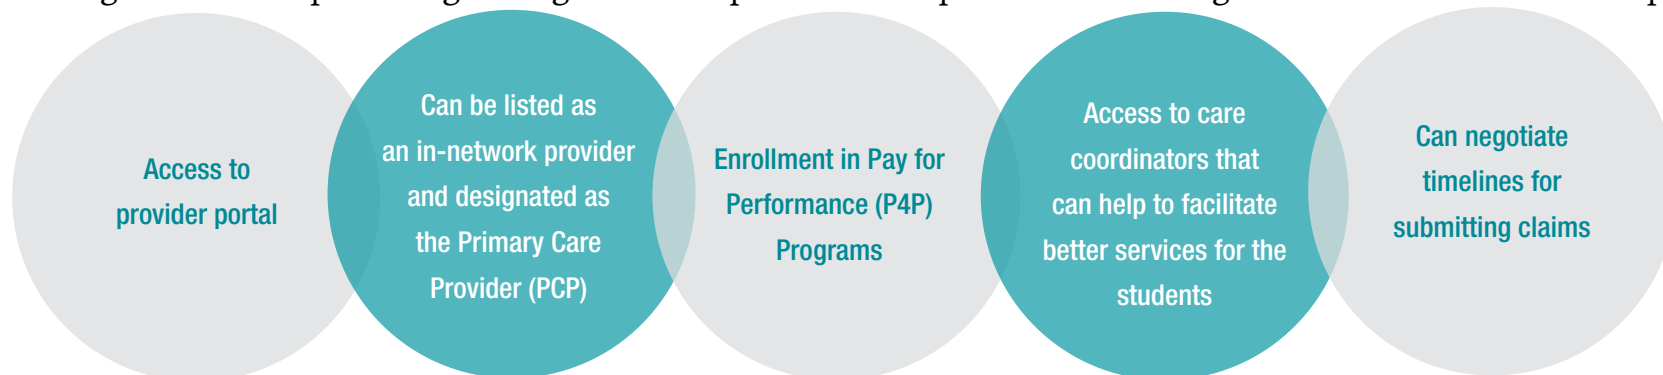 Access to
provider portal
Can be listed as
an in-network provider
and designated as
the Primary Care
Provider (PCP)
Enrollment in Pay for
Performance (P4P)
Programs
Access to care
coordinators that
can help to facilitate
better services for the
students
Can negotiate
timelines for
submitting claims